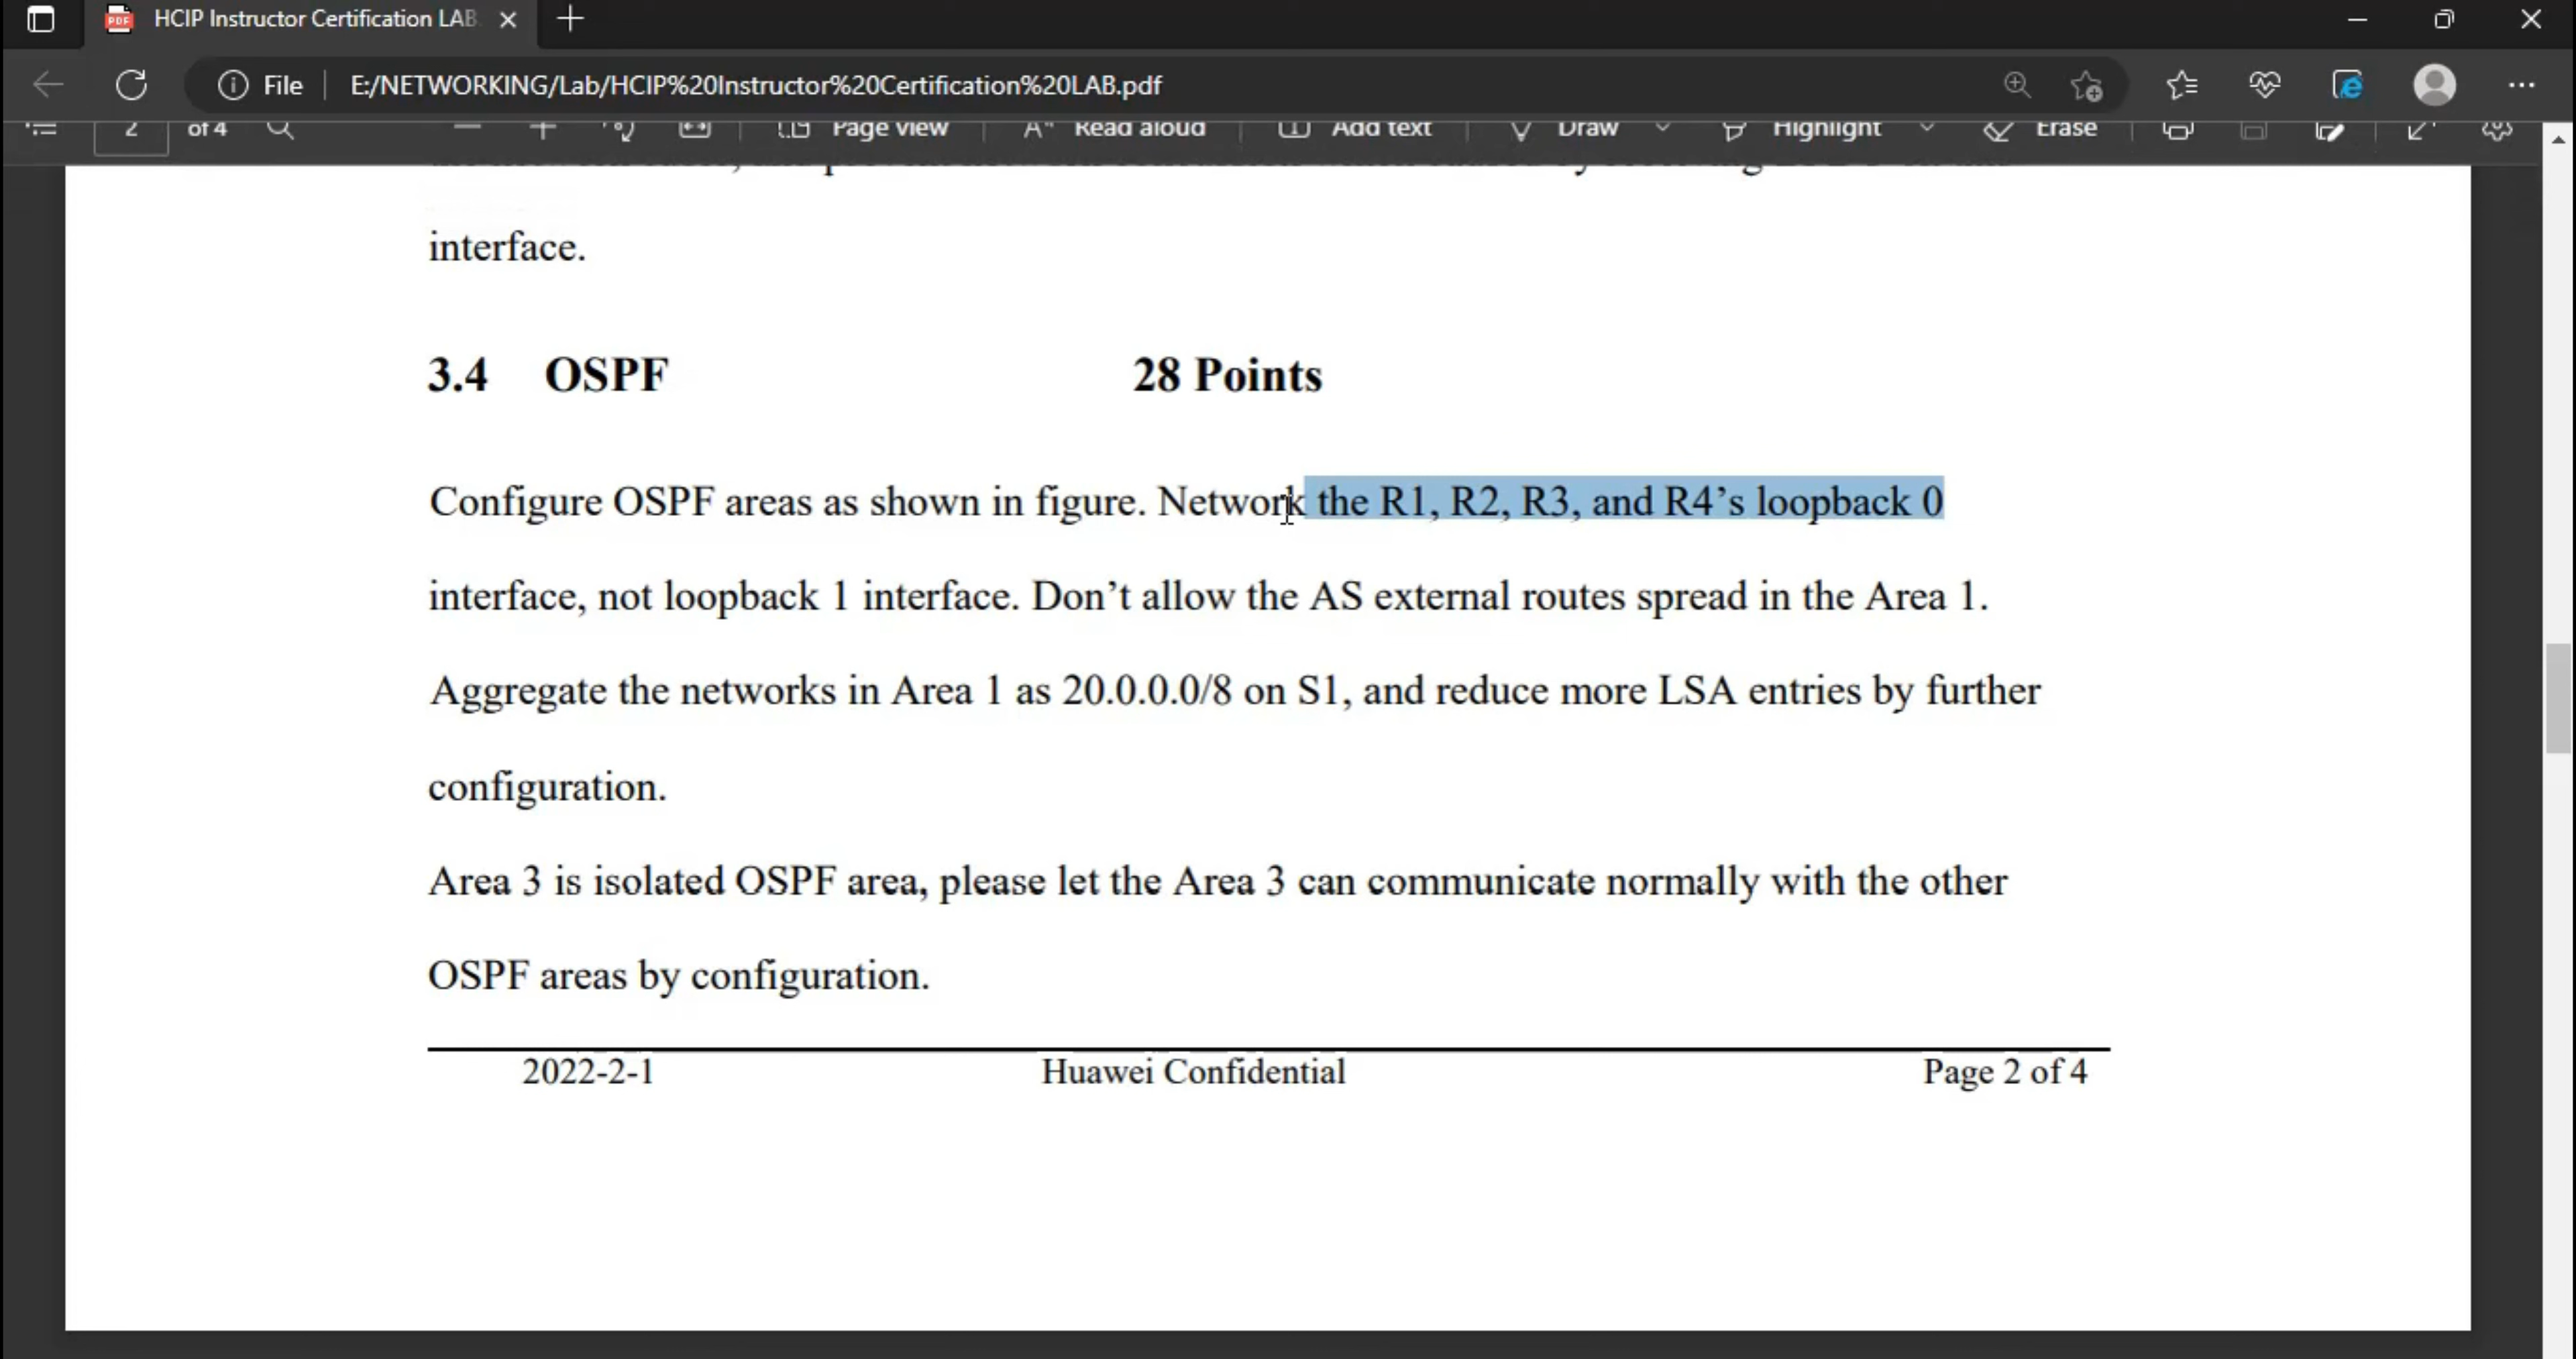 HCIP Instructor Certification LAB
File E:/NETWORKING/Lab/HCIP%20Instructor%20Certification%20LAB.pdf
2 of 4 Page view Read aloud Add text Draw Highlight Erase
interface.
3.4 OSPF 28 Points
Configure OSPF areas as shown in figure. Network the R1, R2, R3, and R4’s loopback 0
interface, not loopback 1 interface. Don’t allow the AS external routes spread in the Area 1.
Aggregate the networks in Area 1 as 20.0.0.0/8 on S1, and reduce more LSA entries by further
configuration.
Area 3 is isolated OSPF area, please let the Area 3 can communicate normally with the other
OSPF areas by configuration.
2022-2-1 Huawei Confidential Page 2 of 4